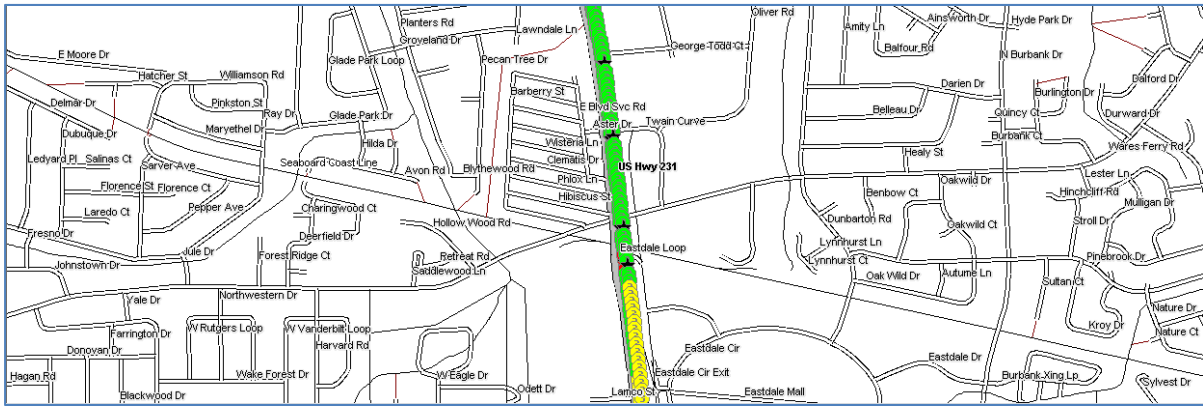 Planters Rd
Lawndale Ln
Oliver Rd
Amity Ln
Ainsworth Dr
Hyde Park Dr
Groveland Dr
Balfour Rd
George Todd Ct
E Moore Dr
Glade Park Loop
Pecan Tree Dr
N Burbank Dr
Hatcher St
Williamson Rd
Dalford Dr
Darien Dr
Burlington Dr
Barberry St
Delmar Dr
Pinkston St
E Blvd Svc Rd
Belleau Dr
Quincy Ct
Durward Dr
Ray Dr
Glade Park Dr
Aster Dr
Twain Curve
Dubuque Dr
Maryethel Dr
Burbank Ct
Hilda Dr
Wisteria Ln
Wares Ferry Rd
Ledyard Pl
Salinas Ct
Seaboard Coast Line
Clematis Dr
Healy St
Sarver Ave
Avon Rd
Blythewood Rd
US Hwy 231
Lester Ln
Phlox Ln
Oakwild Dr
Florence St
Florence Ct
Hibiscus St
Benbow Ct
Hinchcliff Rd
Mulligan Dr
Laredo Ct
Pepper Ave
Charingwood Ct
Hollow Wood Rd
Dunbarton Rd
Oakwild Ct
Stroll Dr
Fresno Dr
Deerfield Dr
Jule Dr
Forest Ridge Ct
Retreat Rd
Eastdale Loop
Lynnhurst Ln
Lynnhurst Ct
Pinebrook Dr
Johnstown Dr
Saddlewood Ln
Oak Wild Dr
Autume Ln
Sultan Ct
Yale Dr
Northwestern Dr
Nature Dr
Farrington Dr
W Rutgers Loop
W Vanderbilt Loop
Kroy Dr
Nature Ct
Harvard Rd
Donovan Dr
Eastdale Cir
Eastdale Dr
Hagan Rd
Wake Forest Dr
W Eagle Dr
Eastdale Cir Exit
Burbank Xing Lp
Sylvest Dr
Blackwood Dr
Odett Dr
Lamco St
Eastdale Mall